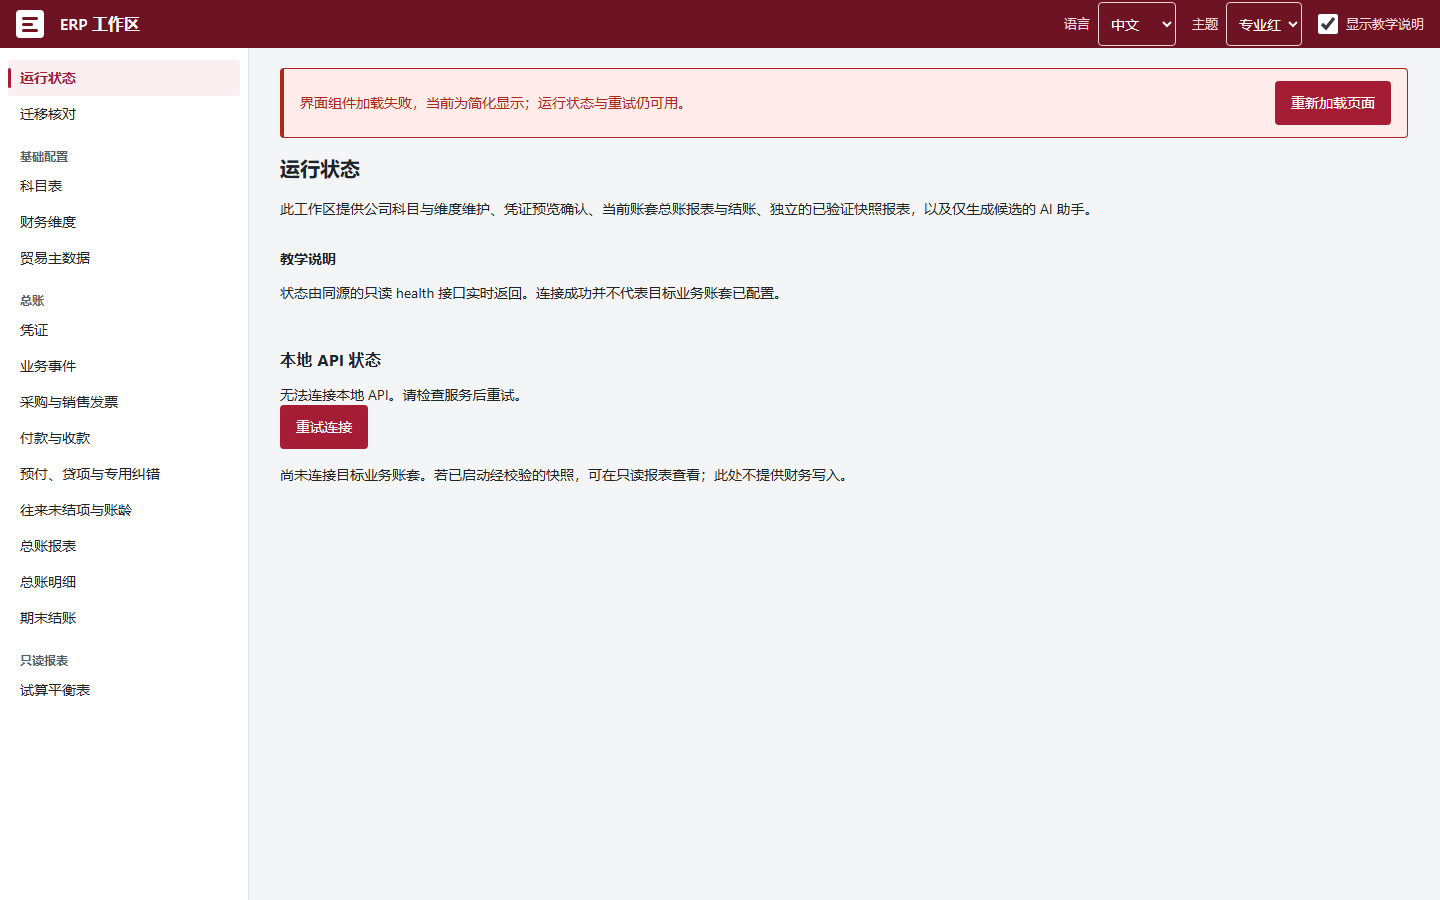 ERP 工作区
语言 中文 主题 专业红 显示教学说明
运行状态
迁移核对
基础配置
科目表
财务维度
贸易主数据
总账
凭证
业务事件
采购与销售发票
付款与收款
预付、贷项与专用纠错
往来未结项与账龄
总账报表
总账明细
期末结账
只读报表
试算平衡表
界面组件加载失败，当前为简化显示；运行状态与重试仍可用。
重新加载页面
运行状态
此工作区提供公司科目与维度维护、凭证预览确认、当前账套总账报表与结账、独立的已验证快照报表，以及仅生成候选的 AI 助手。
教学说明
状态由同源的只读 health 接口实时返回。连接成功并不代表目标业务账套已配置。
本地 API 状态
无法连接本地 API。请检查服务后重试。
重试连接
尚未连接目标业务账套。若已启动经校验的快照，可在只读报表查看；此处不提供财务写入。